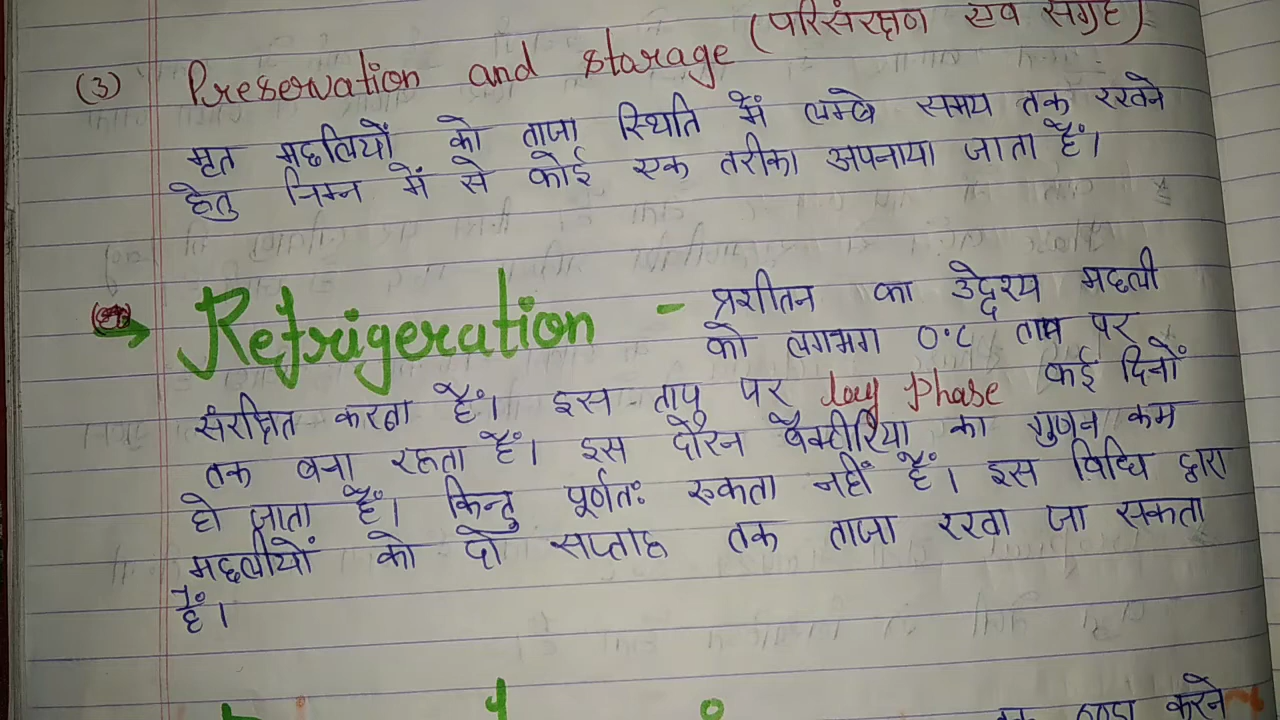 (परिसंरक्षण एवं संग्रह)
(3) Preservation and storage
मृत मछलियों को ताजा स्थिति में लम्बे समय तक रखने
हेतु निम्न में से कोई एक तरीका अपनाया जाता है।
Refrigeration - प्रशीतन का उद्देश्य मछली
को लगभग 0°C ताप पर
संरक्षित करता है। इस ताप पर lag phase कई दिनों
तक बना रहता है। इस दौरन बैक्टीरिया का गुणन कम
हो जाता है। किन्तु पूर्णतः रुकता नहीं है। इस विधि द्वारा
मछलीयों को दो सप्ताह तक ताजा रखा जा सकता
है।
करने